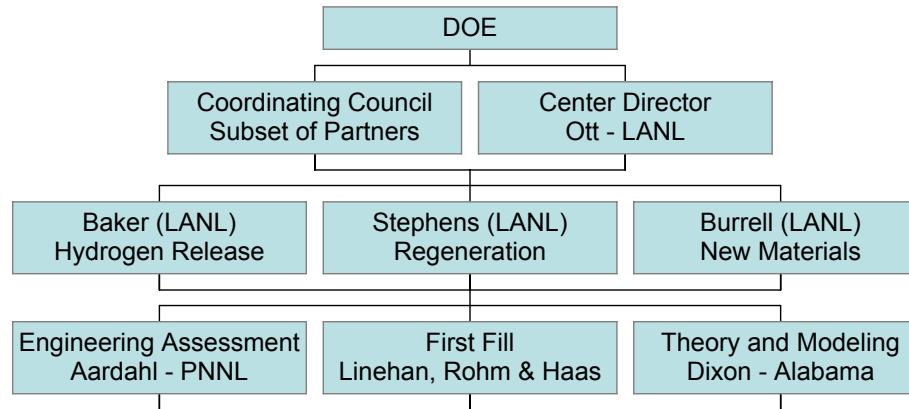 DOE
Coordinating Council
Subset of Partners
Center Director
Ott - LANL
Baker (LANL)
Hydrogen Release
Stephens (LANL)
Regeneration
Burrell (LANL)
New Materials
Engineering Assessment
Aardahl - PNNL
First Fill
Linehan, Rohm & Haas
Theory and Modeling
Dixon - Alabama